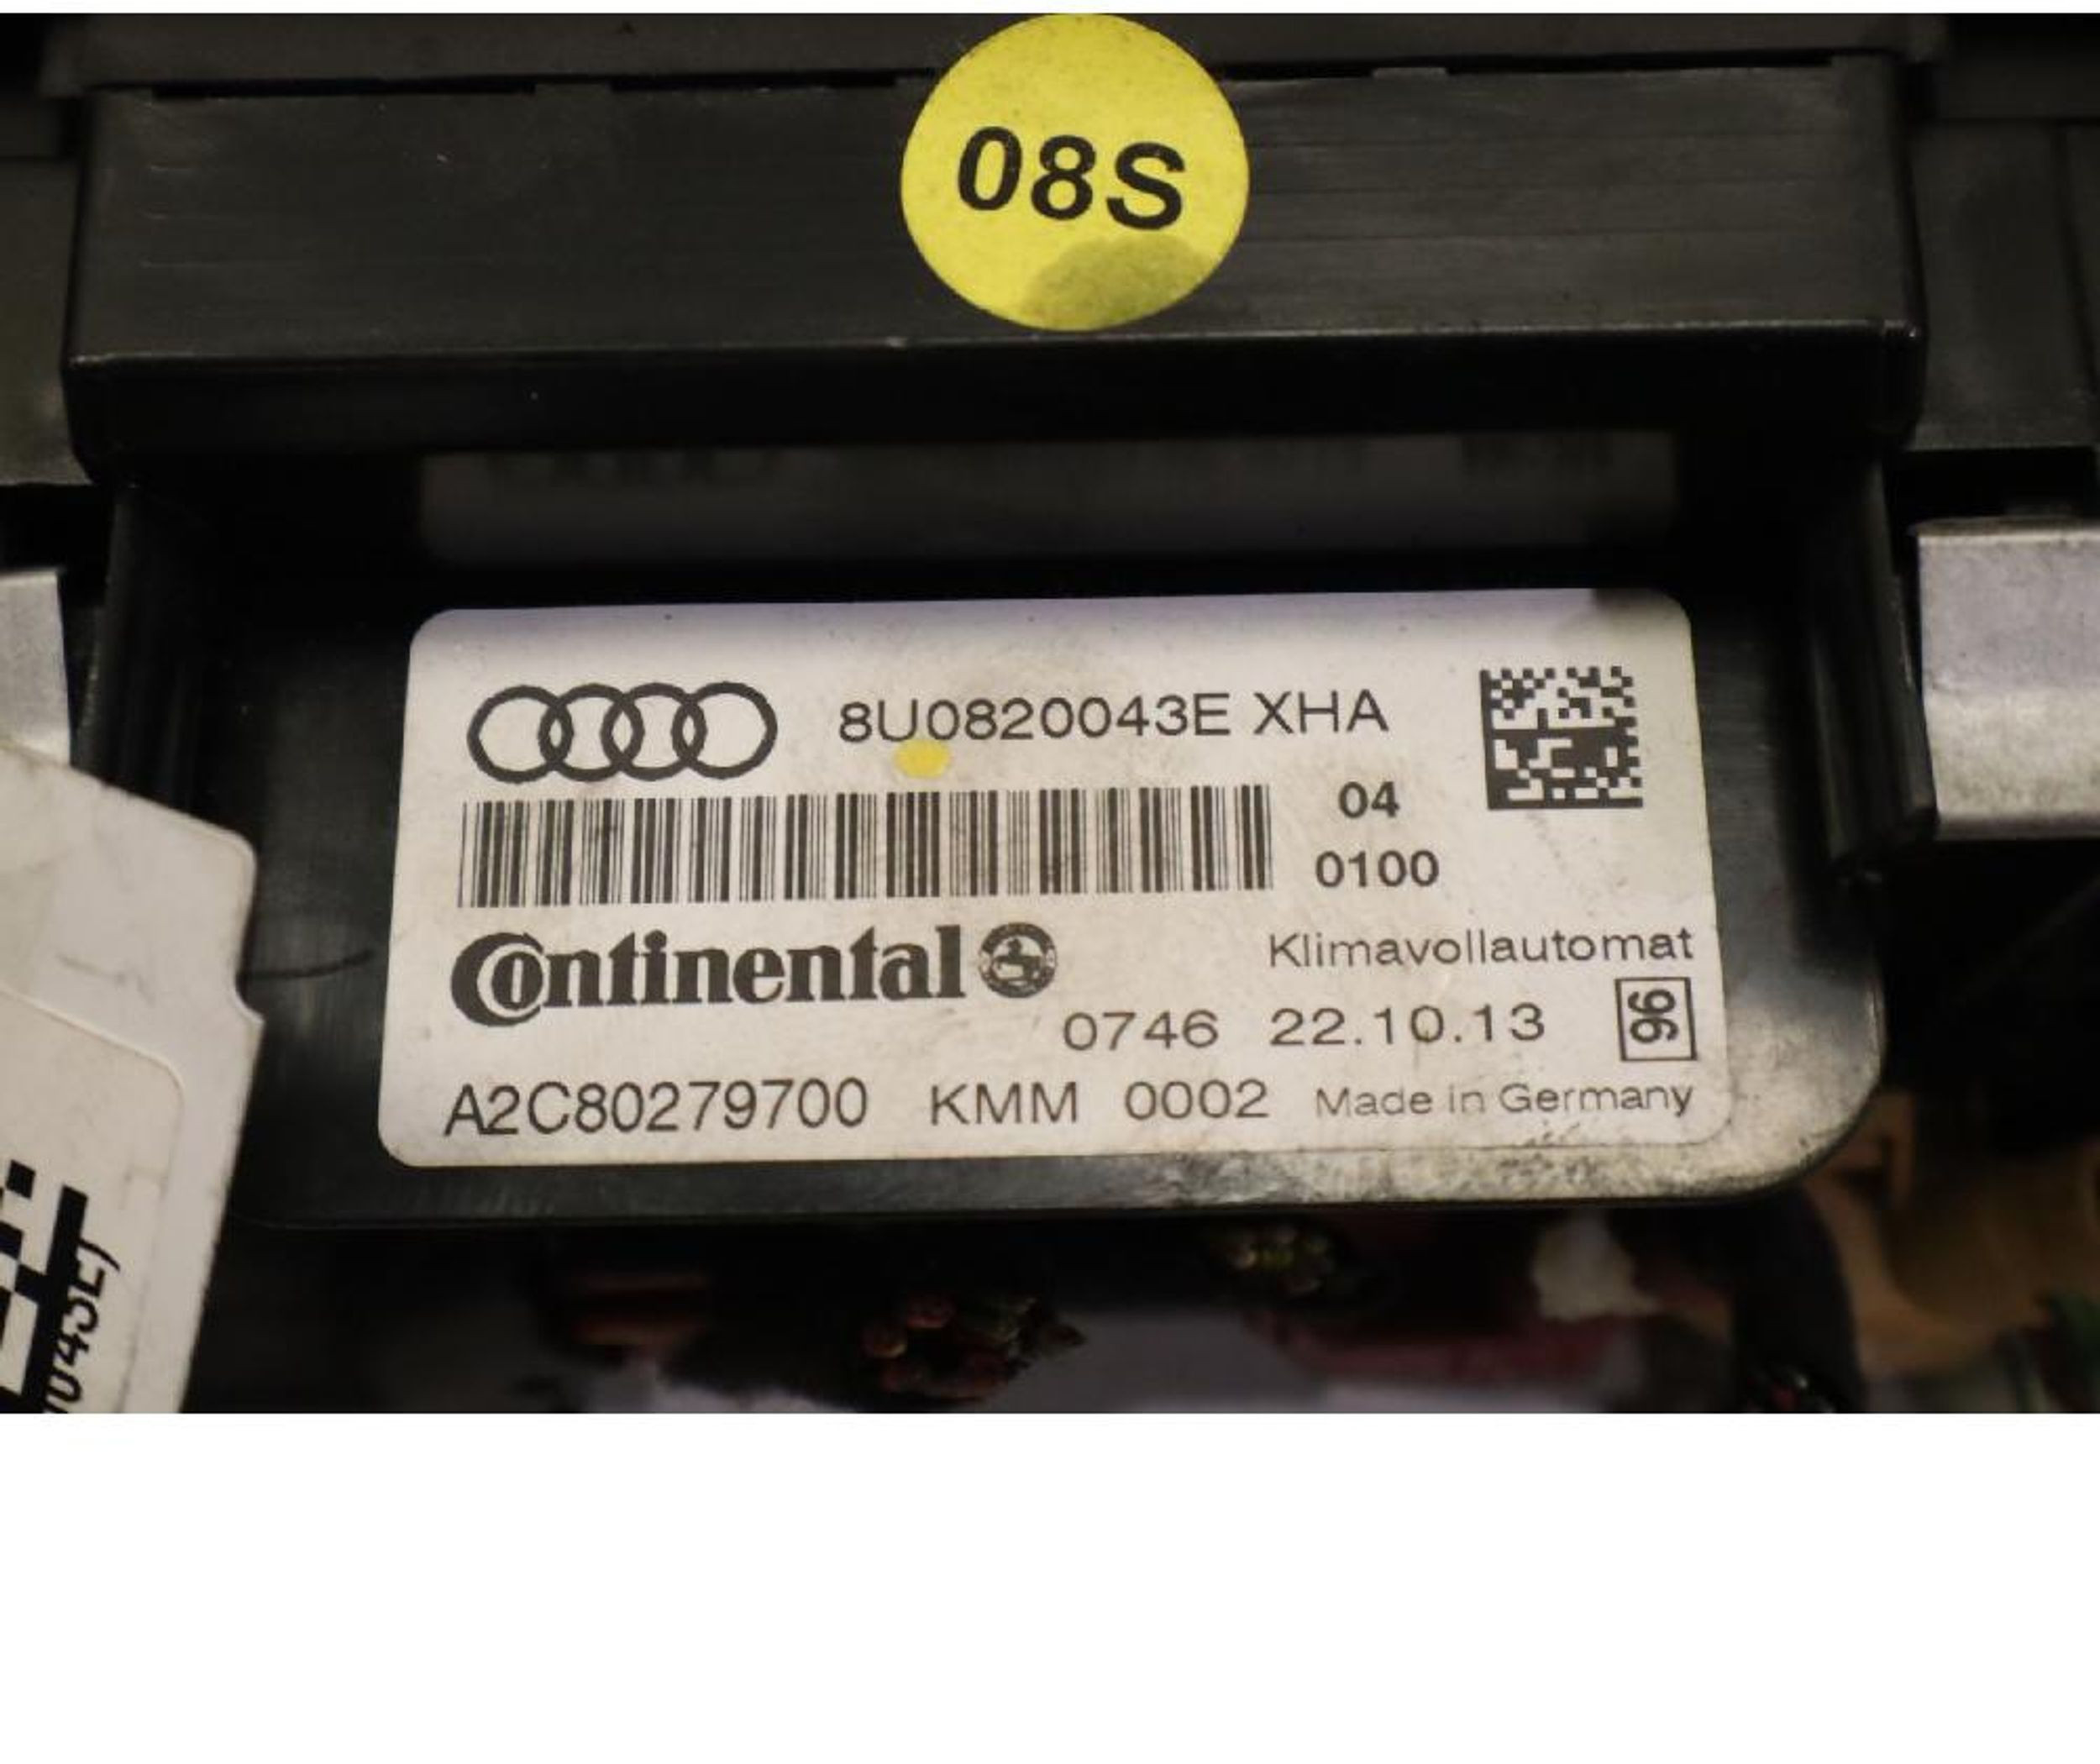 08S
8U0820043E XHA
04
0100
Continental
Klimavollautomat
0746 22.10.13 96
A2C80279700 KMM 0002 Made in Germany